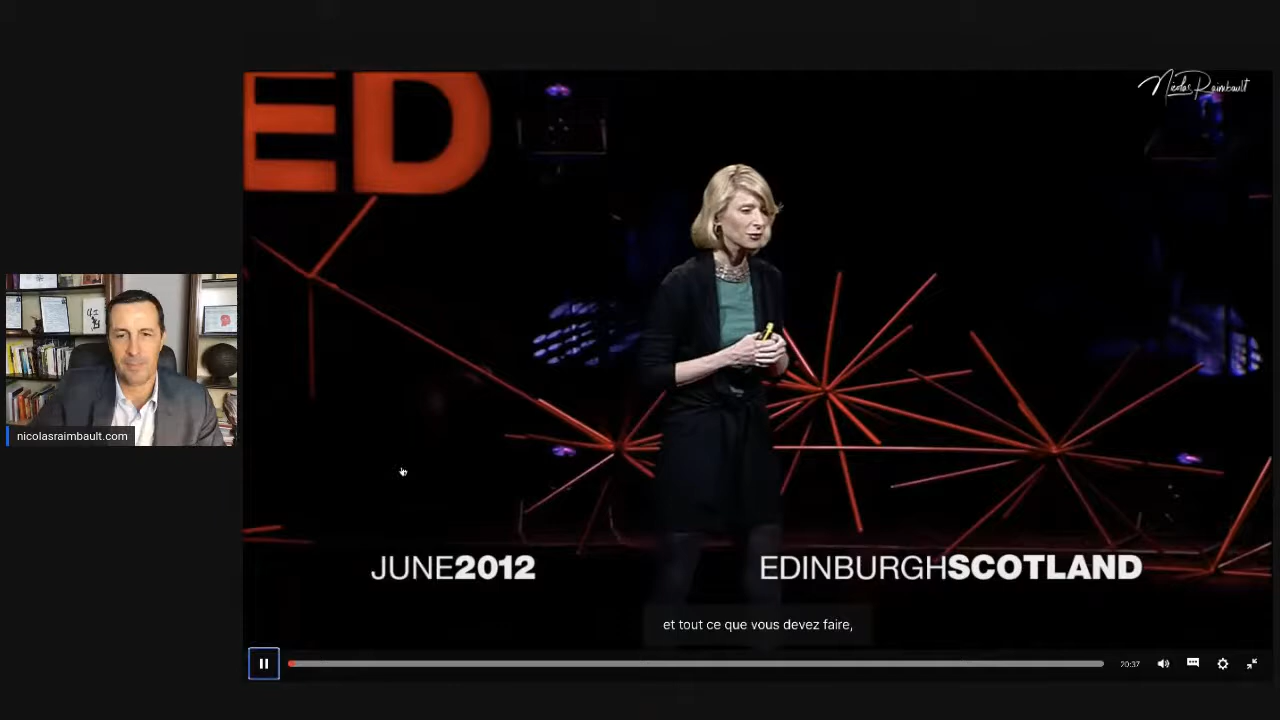 ED
Nicolas Raimbault
nicolasraimbault.com
JUNE2012
EDINBURGHSCOTLAND
et tout ce que vous devez faire,
20:37